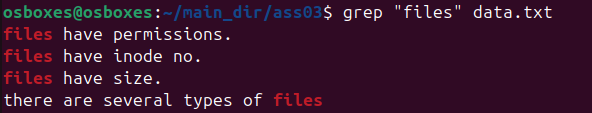 osboxes@osboxes:~/main_dir/ass03$ grep "files" data.txt
files have permissions.
files have inode no.
files have size.
there are several types of files